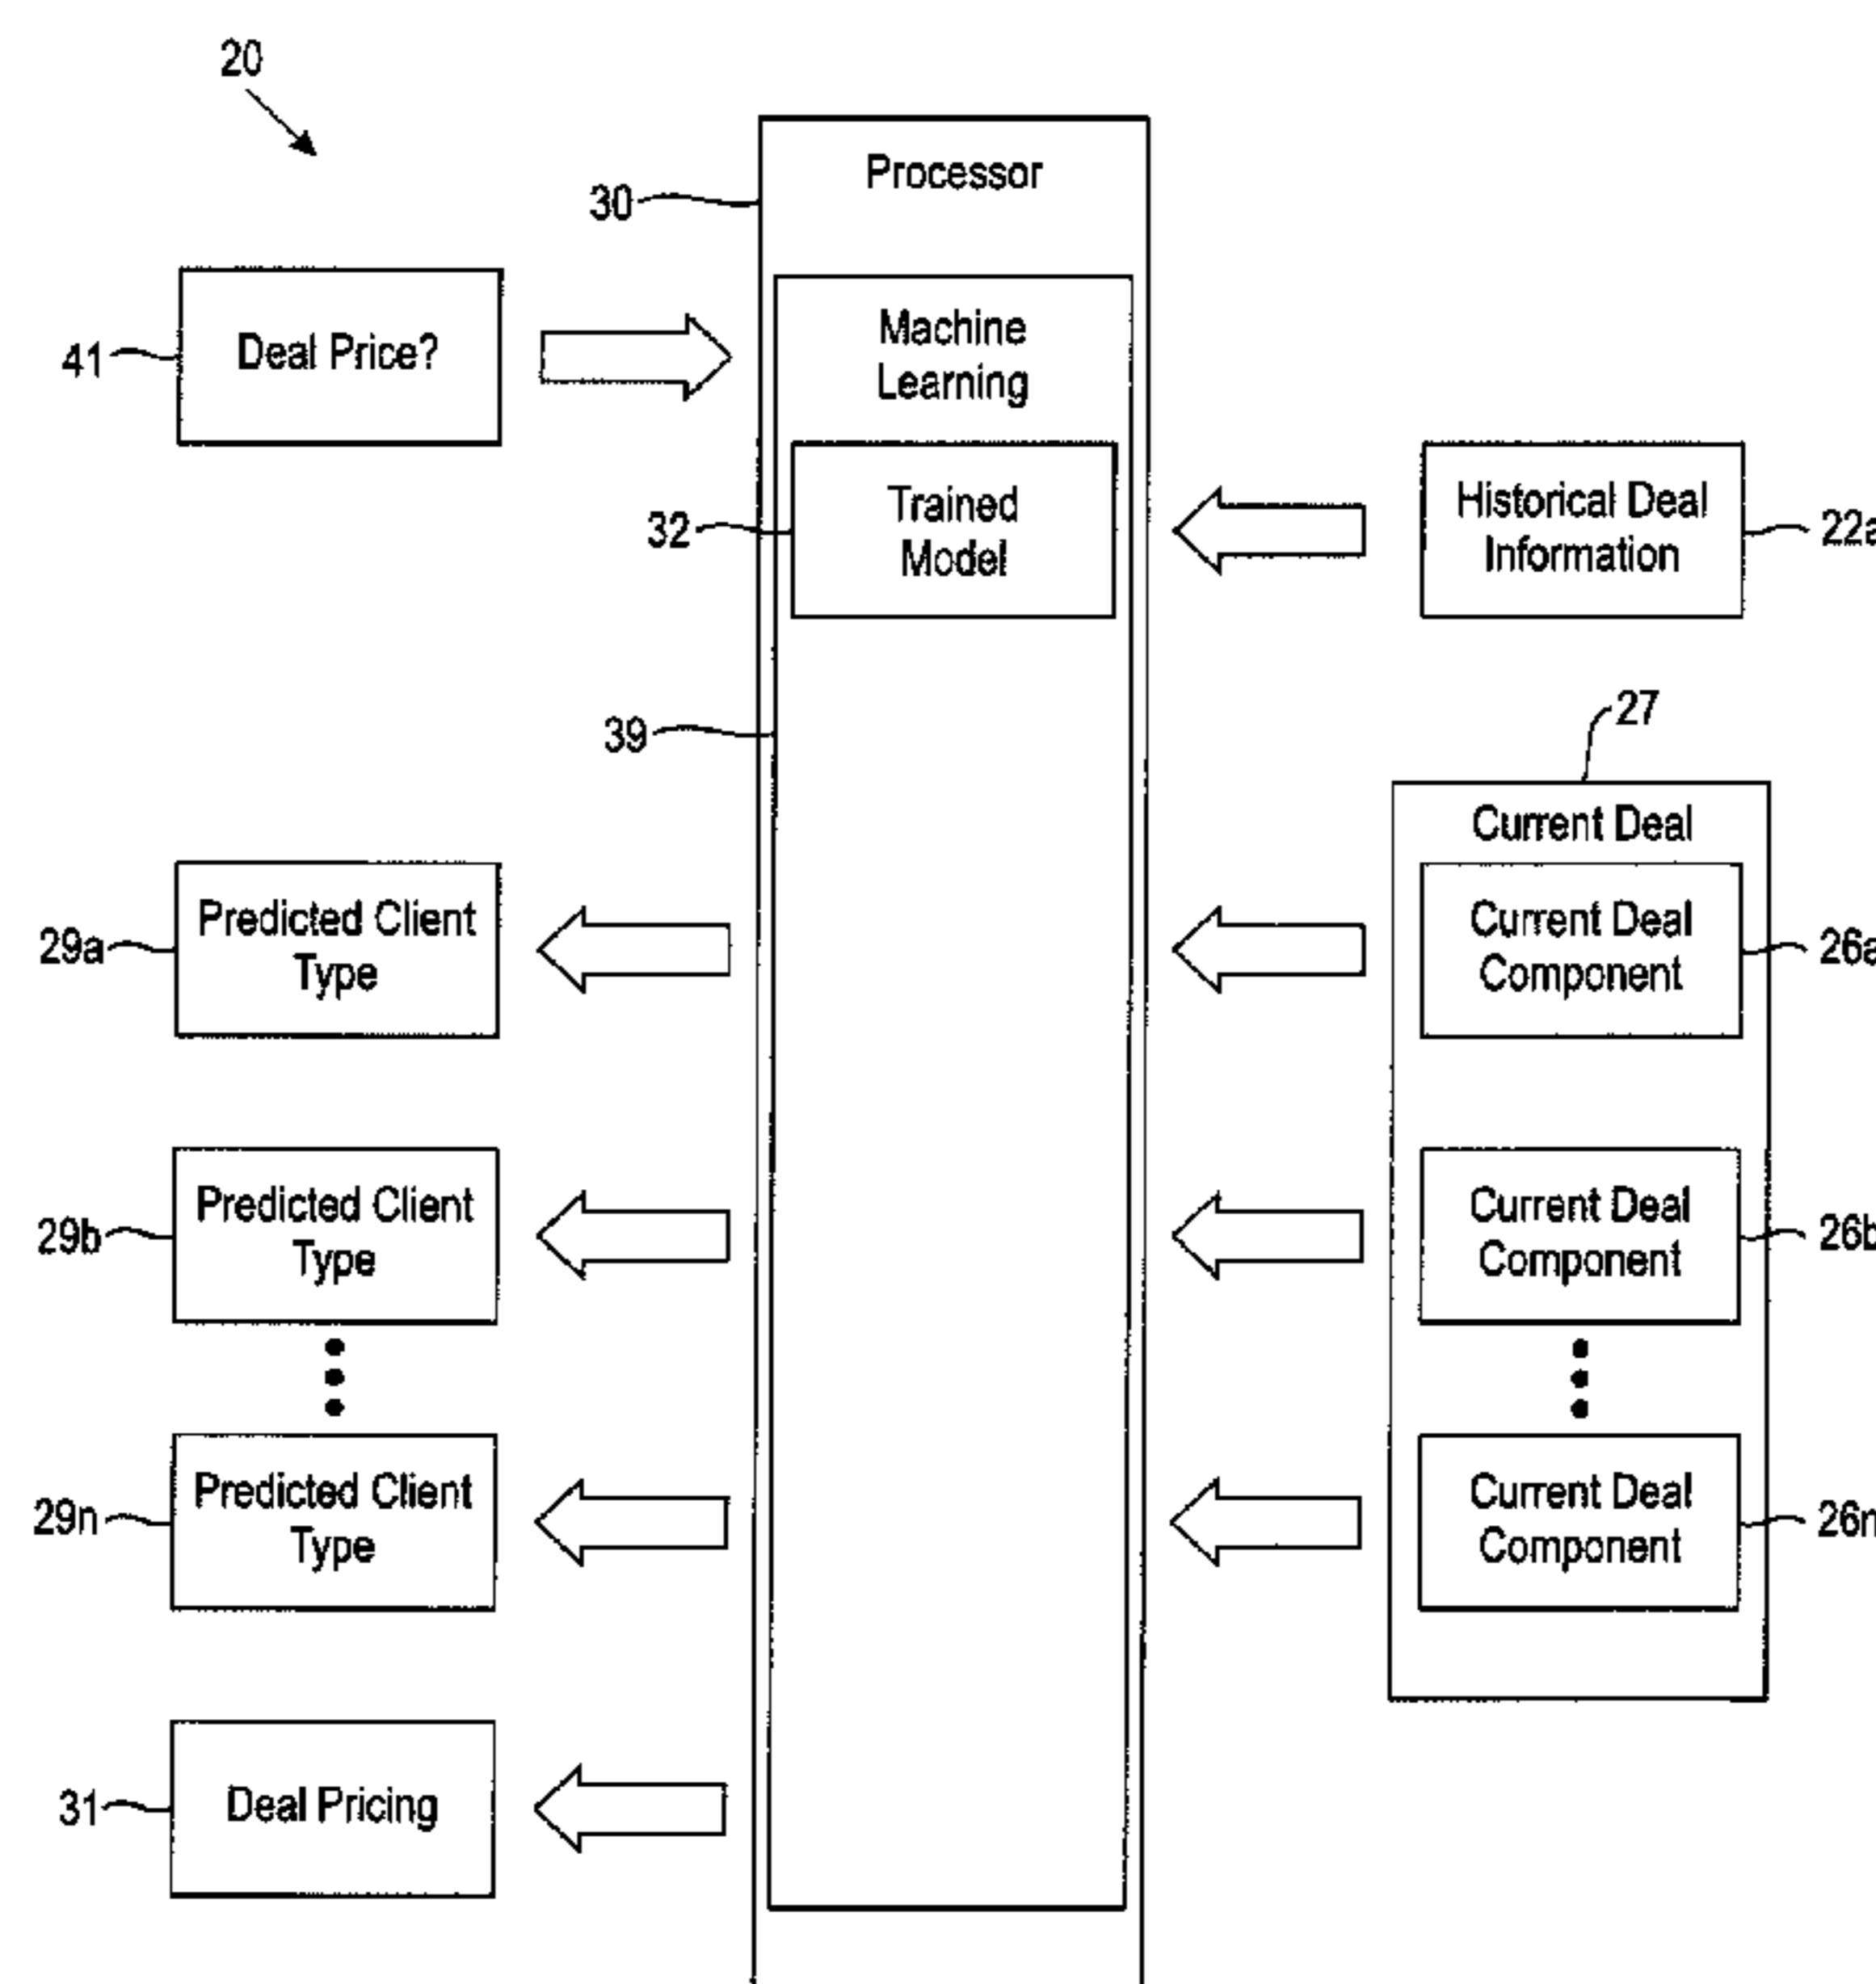 20
Processor
30
Machine
Learning
Deal Price?
41
Trained
Model
32
Historical Deal
Information
22a
39
27
Current Deal
Predicted Client
Type
29a
Current Deal
Component
26a
Predicted Client
Type
29b
Current Deal
Component
26b
Predicted Client
Type
29n
Current Deal
Component
26n
Deal Pricing
31